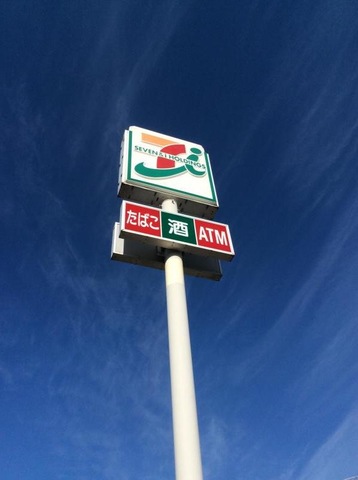 SEVEN & i HOLDINGS
たばこ 酒 ATM